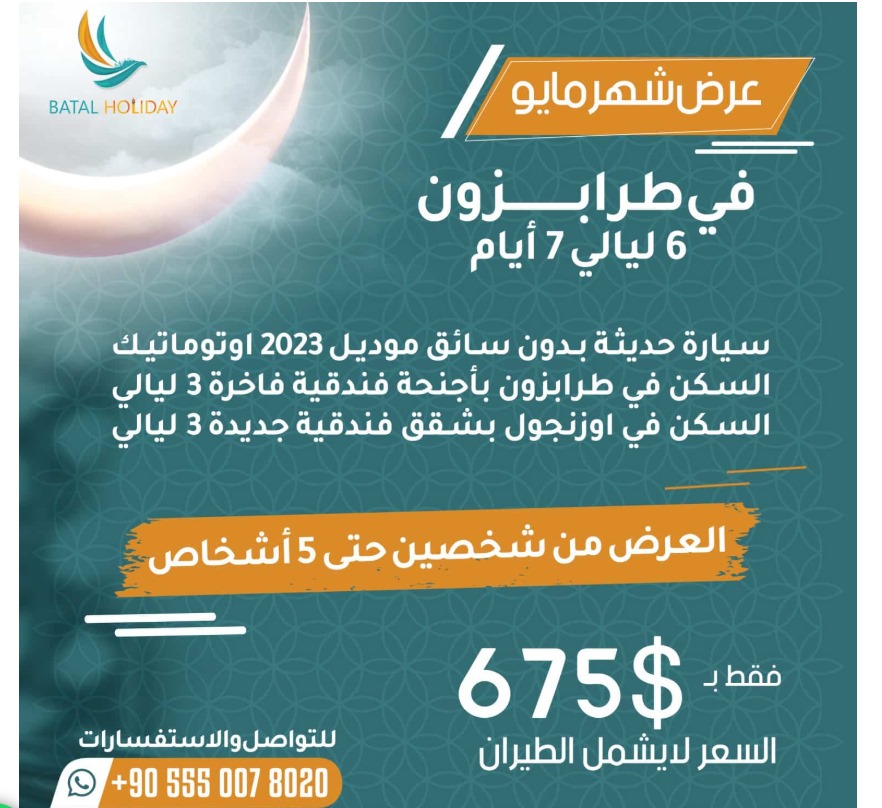 BATAL HOLIDAY
عرض شهر مايو
في طرابــــزون
6 ليالي 7 أيام
سيارة حديثة بدون سائق موديل 2023 اوتوماتيك
السكن في طرابزون بأجنحة فندقية فاخرة 3 ليالي
السكن في اوزنجول بشقق فندقية جديدة 3 ليالي
العرض من شخصين حتى 5 أشخاص
فقط بـ 675$
السعر لايشمل الطيران
للتواصل والاستفسارات
+90 555 007 8020